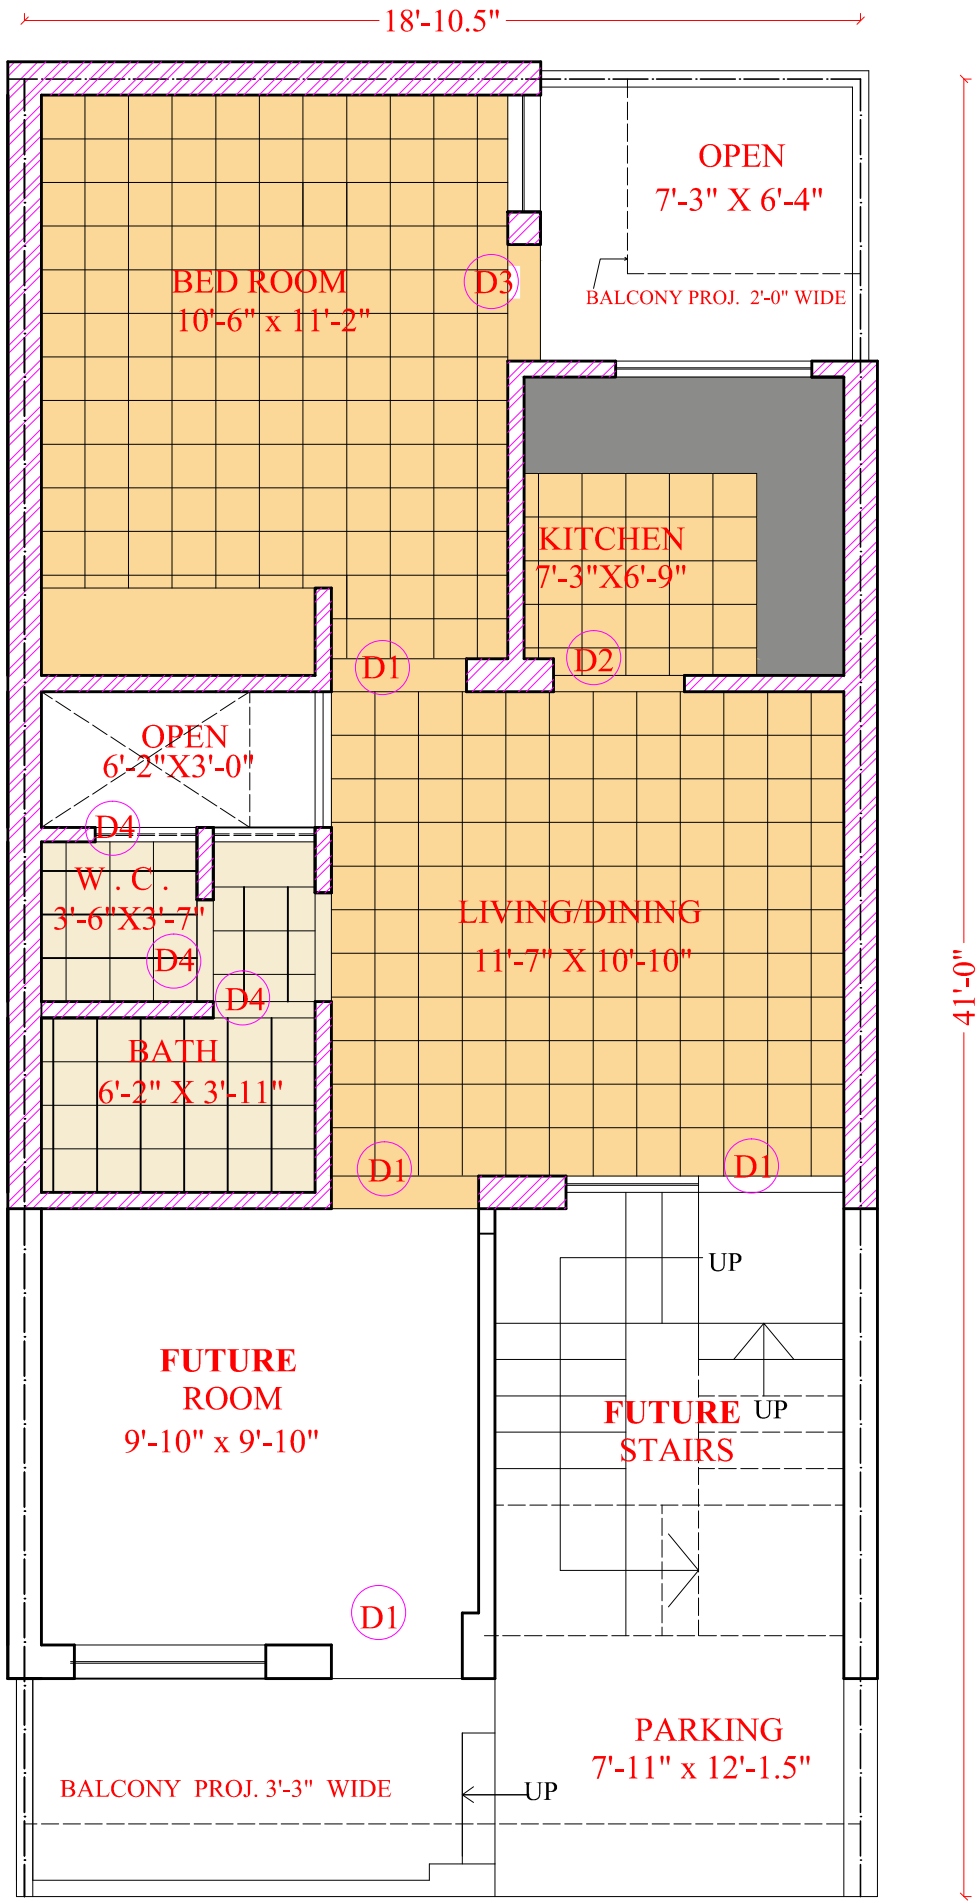 18'-10.5"
OPEN
7'-3" X 6'-4"
BALCONY PROJ. 2'-0" WIDE
D3
BED ROOM
10'-6" x 11'-2"
KITCHEN
7'-3"X6'-9"
D1
D2
OPEN
6'-2"X3'-0"
D4
W . C .
3'-6"X3'-7"
D4
D4
LIVING/DINING
11'-7" X 10'-10"
41'-0"
BATH
6'-2" X 3'-11"
D1
D1
UP
FUTURE
ROOM
9'-10" x 9'-10"
FUTURE
STAIRS
UP
D1
PARKING
7'-11" x 12'-1.5"
BALCONY PROJ. 3'-3" WIDE
UP